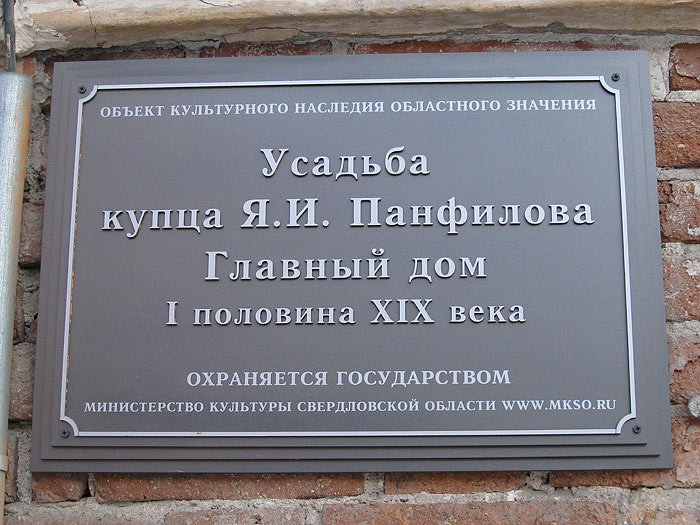 ОБЪЕКТ КУЛЬТУРНОГО НАСЛЕДИЯ ОБЛАСТНОГО ЗНАЧЕНИЯ
Усадьба
купца Я.И. Панфилова
Главный дом
I половина XIX века
ОХРАНЯЕТСЯ ГОСУДАРСТВОМ
МИНИСТЕРСТВО КУЛЬТУРЫ СВЕРДЛОВСКОЙ ОБЛАСТИ WWW.MKSO.RU